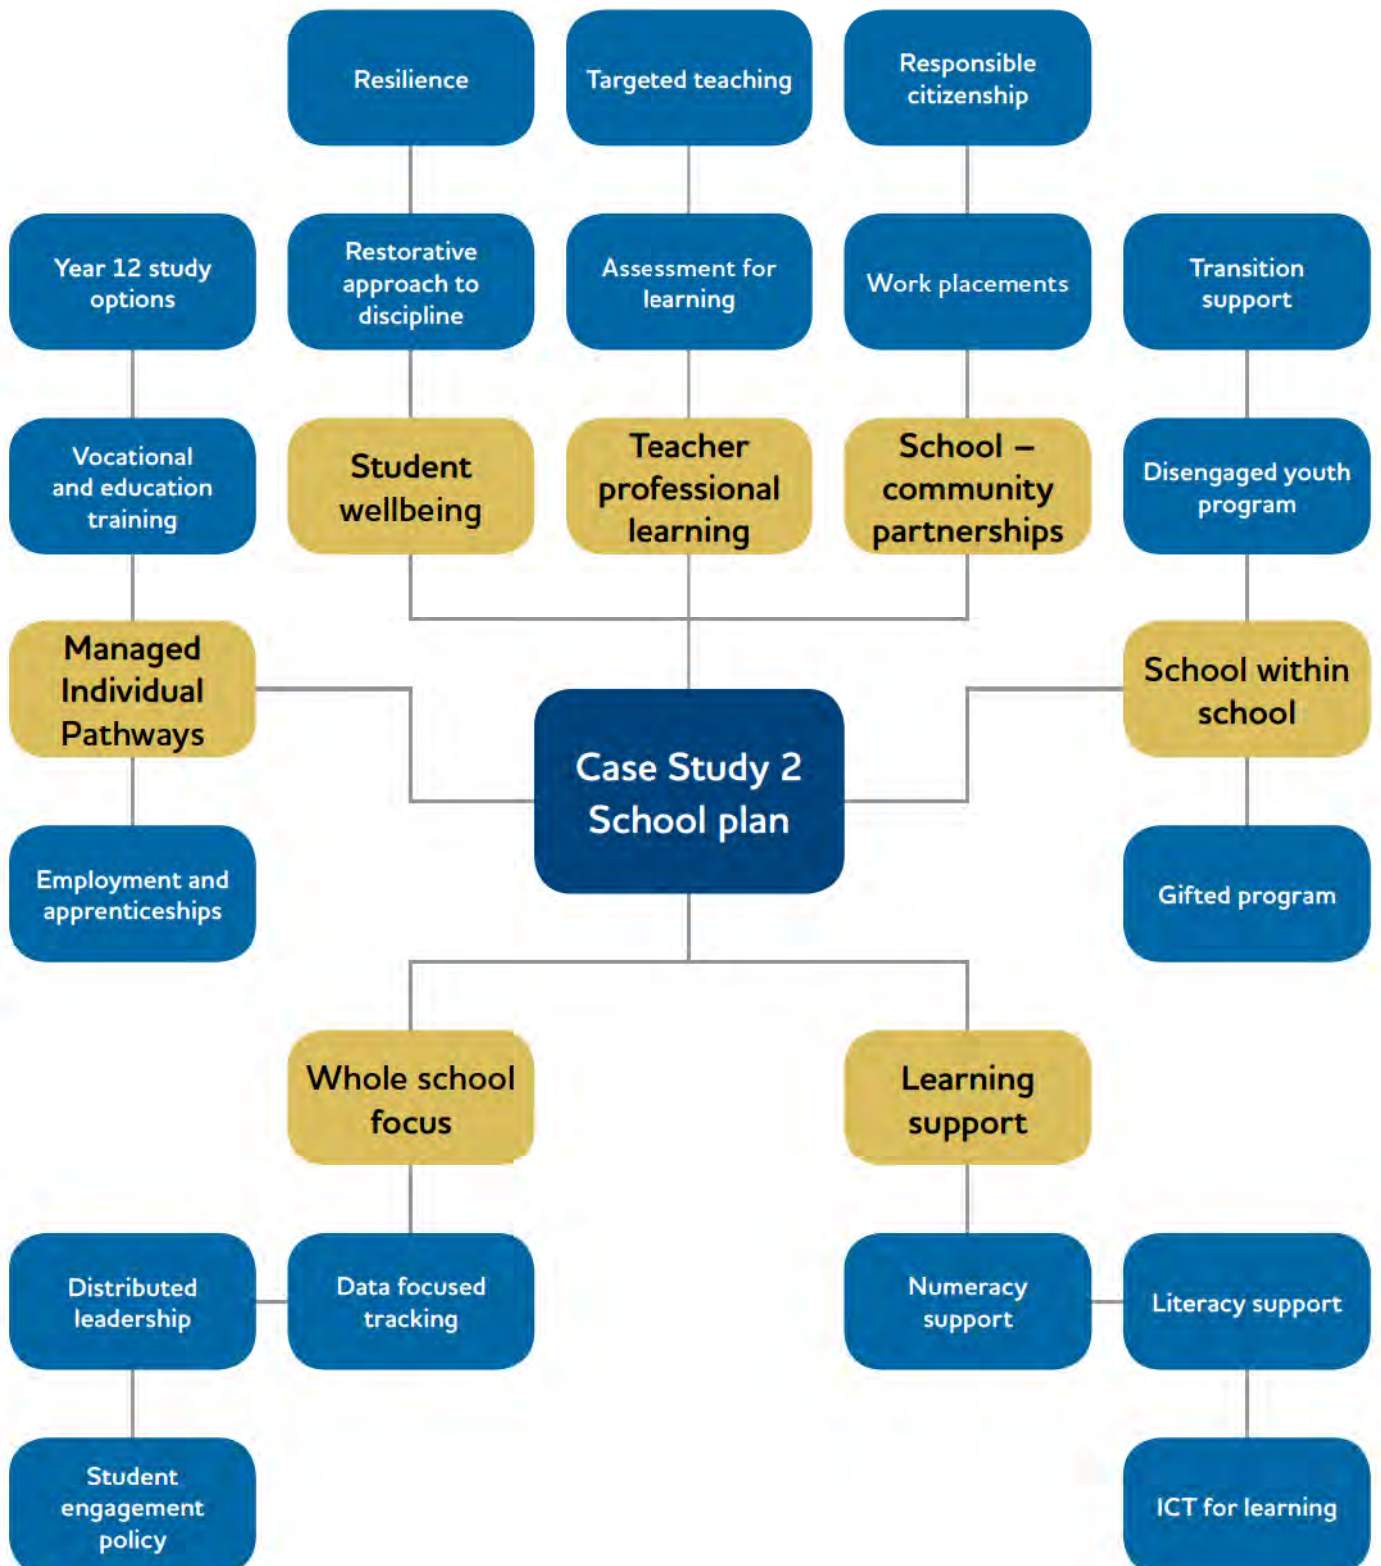 Resilience
Targeted teaching
Responsible
citizenship
Year 12 study
options
Restorative
approach to
discipline
Assessment for
learning
Work placements
Transition
support
Vocational
and education
training
Student
wellbeing
Teacher
professional
learning
School –
community
partnerships
Disengaged youth
program
Managed
Individual
Pathways
School within
school
Case Study 2
School plan
Employment and
apprenticeships
Gifted program
Whole school
focus
Learning
support
Distributed
leadership
Data focused
tracking
Numeracy
support
Literacy support
Student
engagement
policy
ICT for learning